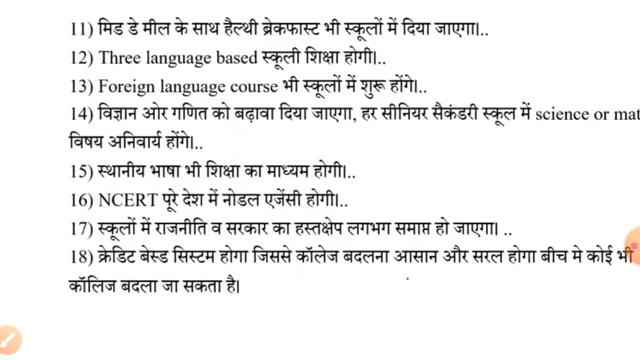 11) मिड डे मील के साथ हैल्थी ब्रेकफास्ट भी स्कूलों में दिया जाएगा..
12) Three language based स्कूली शिक्षा होगी..
13) Foreign language course भी स्कूलों में शुरू होंगे..
14) विज्ञान ओर गणित को बढ़ावा दिया जाएगा, हर सीनियर सैकंडरी स्कूल में science or mat
विषय अनिवार्य होंगे..
15) स्थानीय भाषा भी शिक्षा का माध्यम होगी..
16) NCERT पूरे देश में नोडल एजेंसी होगी..
17) स्कूलों में राजनीति व सरकार का हस्तक्षेप लगभग समाप्त हो जाएगा ..
18) क्रेडिट बेस्ड सिस्टम होगा जिससे कॉलेज बदलना आसान और सरल होगा बीच मे कोई भी
कॉलिज बदला जा सकता है।